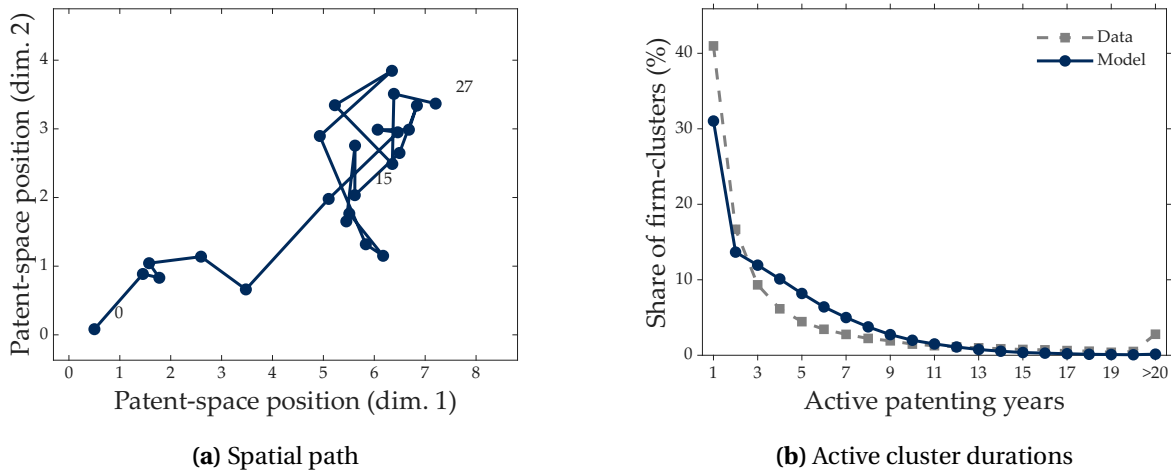 Patent-space position (dim. 2)
4
3
2
1
0
27
15
0
0 1 2 3 4 5 6 7 8
Patent-space position (dim. 1)
(a) Spatial path
Share of firm-clusters (%)
40
30
20
10
0
Data
Model
1 3 5 7 9 11 13 15 17 19 >20
Active patenting years
(b) Active cluster durations